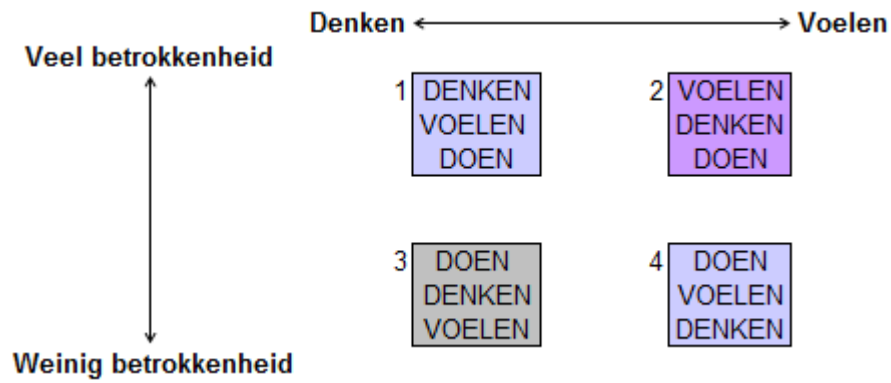 Denken Voelen
Veel betrokkenheid
1 DENKEN
VOELEN
DOEN
2 VOELEN
DENKEN
DOEN
3 DOEN
DENKEN
VOELEN
4 DOEN
VOELEN
DENKEN
Weinig betrokkenheid